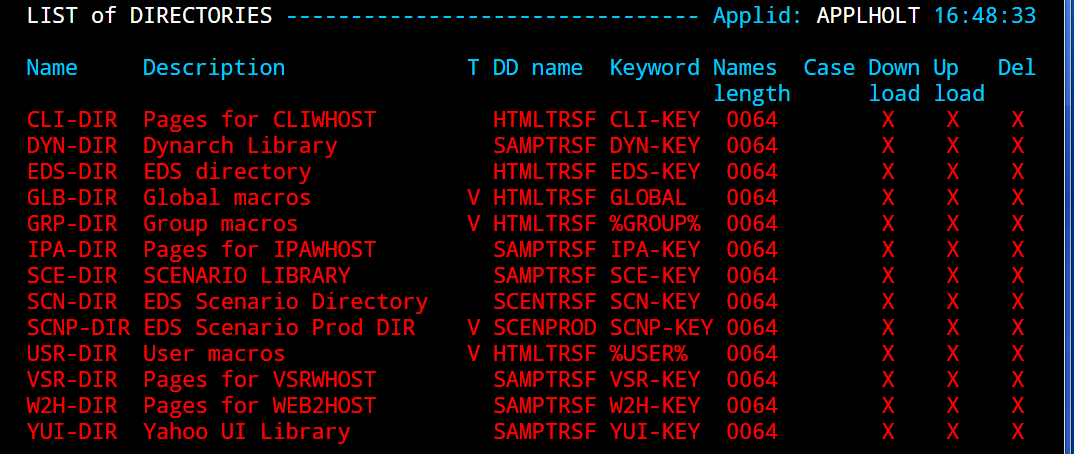 LIST of DIRECTORIES -------------------------------- Applid: APPLHOLT 16:48:33
Name     Description              T DD name  Keyword Names  Case Down Up   Del
                                                     length      load load
CLI-DIR  Pages for CLIWHOST         HTMLTRSF CLI-KEY  0064        X    X    X
DYN-DIR  Dynarch Library            SAMPTRSF DYN-KEY  0064        X    X    X
EDS-DIR  EDS directory              HTMLTRSF EDS-KEY  0064        X    X    X
GLB-DIR  Global macros            V HTMLTRSF GLOBAL   0064        X    X    X
GRP-DIR  Group macros             V HTMLTRSF %GROUP%  0064        X    X    X
IPA-DIR  Pages for IPAWHOST         SAMPTRSF IPA-KEY  0064        X    X    X
SCE-DIR  SCENARIO LIBRARY           SAMPTRSF SCE-KEY  0064        X    X    X
SCN-DIR  EDS Scenario Directory     SCENTRSF SCN-KEY  0064        X    X    X
SCNP-DIR EDS Scenario Prod DIR    V SCENPROD SCNP-KEY 0064        X    X    X
USR-DIR  User macros              V HTMLTRSF %USER%   0064        X    X    X
VSR-DIR  Pages for VSRWHOST         SAMPTRSF VSR-KEY  0064        X    X    X
W2H-DIR  Pages for WEB2HOST         SAMPTRSF W2H-KEY  0064        X    X    X
YUI-DIR  Yahoo UI Library           SAMPTRSF YUI-KEY  0064        X    X    X